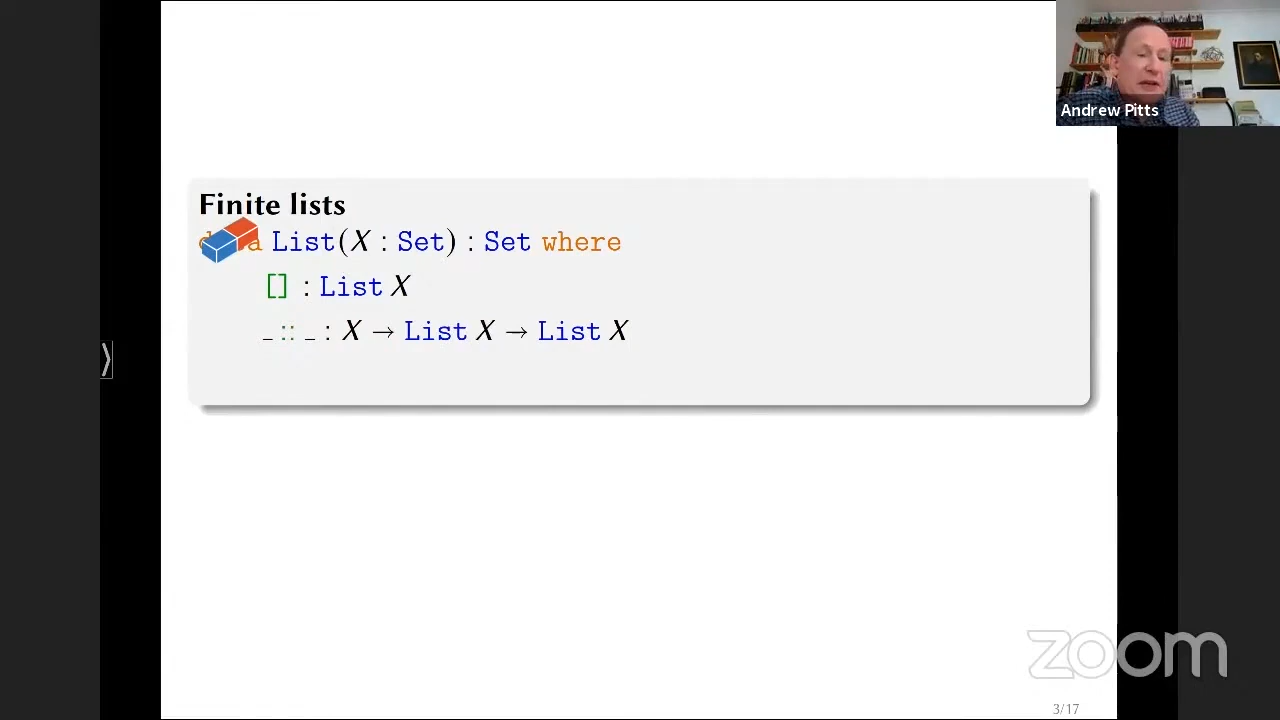 Andrew Pitts
Finite lists
List(X : Set) : Set where
[] : List X
_ :: _ : X → List X → List X
zoom
3/17